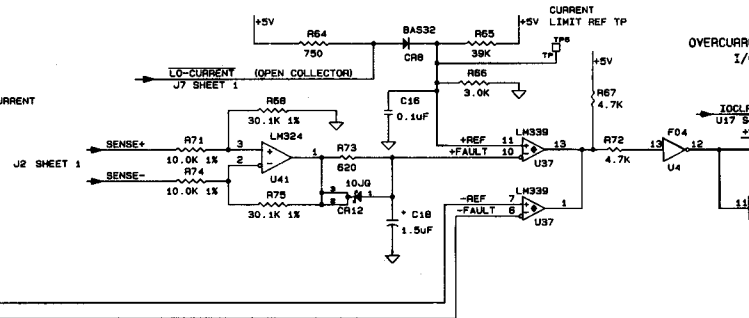 CURRENT
LIMIT REF TP
+5V
R64
750
BAS32
CR8
+5V
R65
39K
TP6
TP
OVERCURR
I/
+5V
LO-CURRENT (OPEN COLLECTOR)
J7 SHEET 1
R66
3.0K
R67
4.7K
URRENT
C16
0.1uF
R68
30.1K 1%
IOCL
U17 S
SENSE+
R71
10.0K 1%
3
LM324
1
R73
620
+REF
11
LM339
13
R72
4.7K
13
F04
12
J2 SHEET 1
+FAULT
10
U37
U4
SENSE-
R74
10.0K 1%
2
U41
R75
30.1K 1%
10JQ
3
2
1
CR12
+ C18
1.5uF
-REF
7
LM339
1
-FAULT
6
U37
11